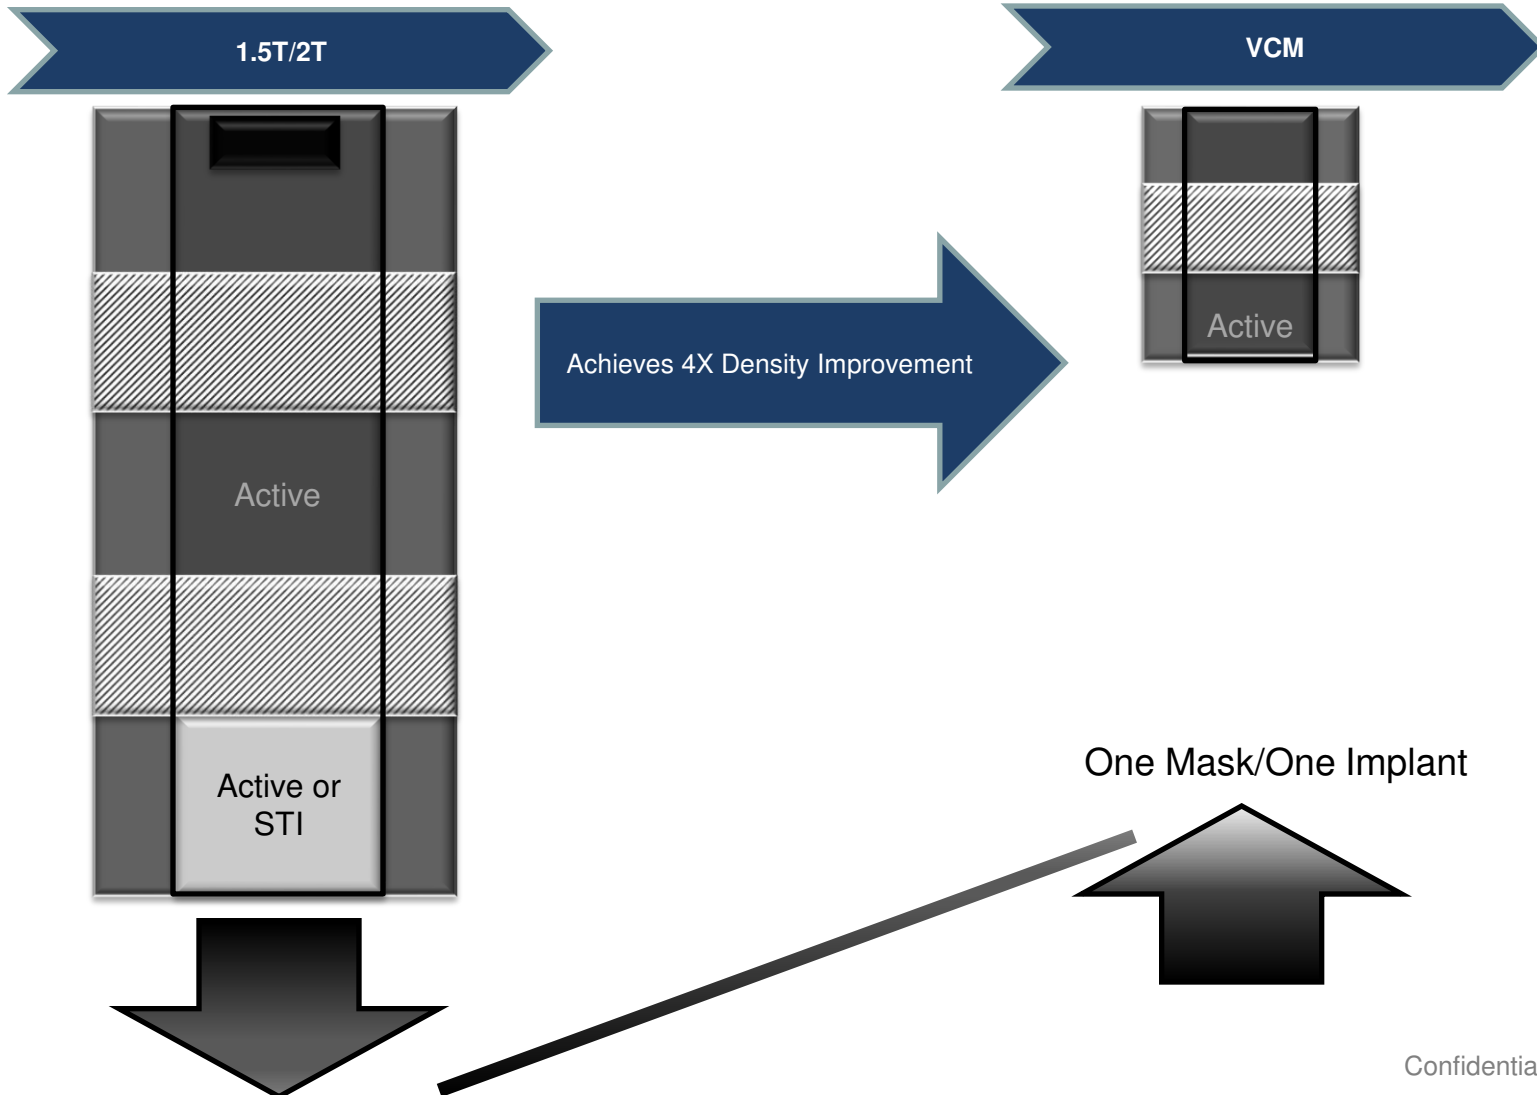 1.5T/2T
VCM
Active
Achieves 4X Density Improvement
Active
Active or
STI
One Mask/One Implant
Confidentia